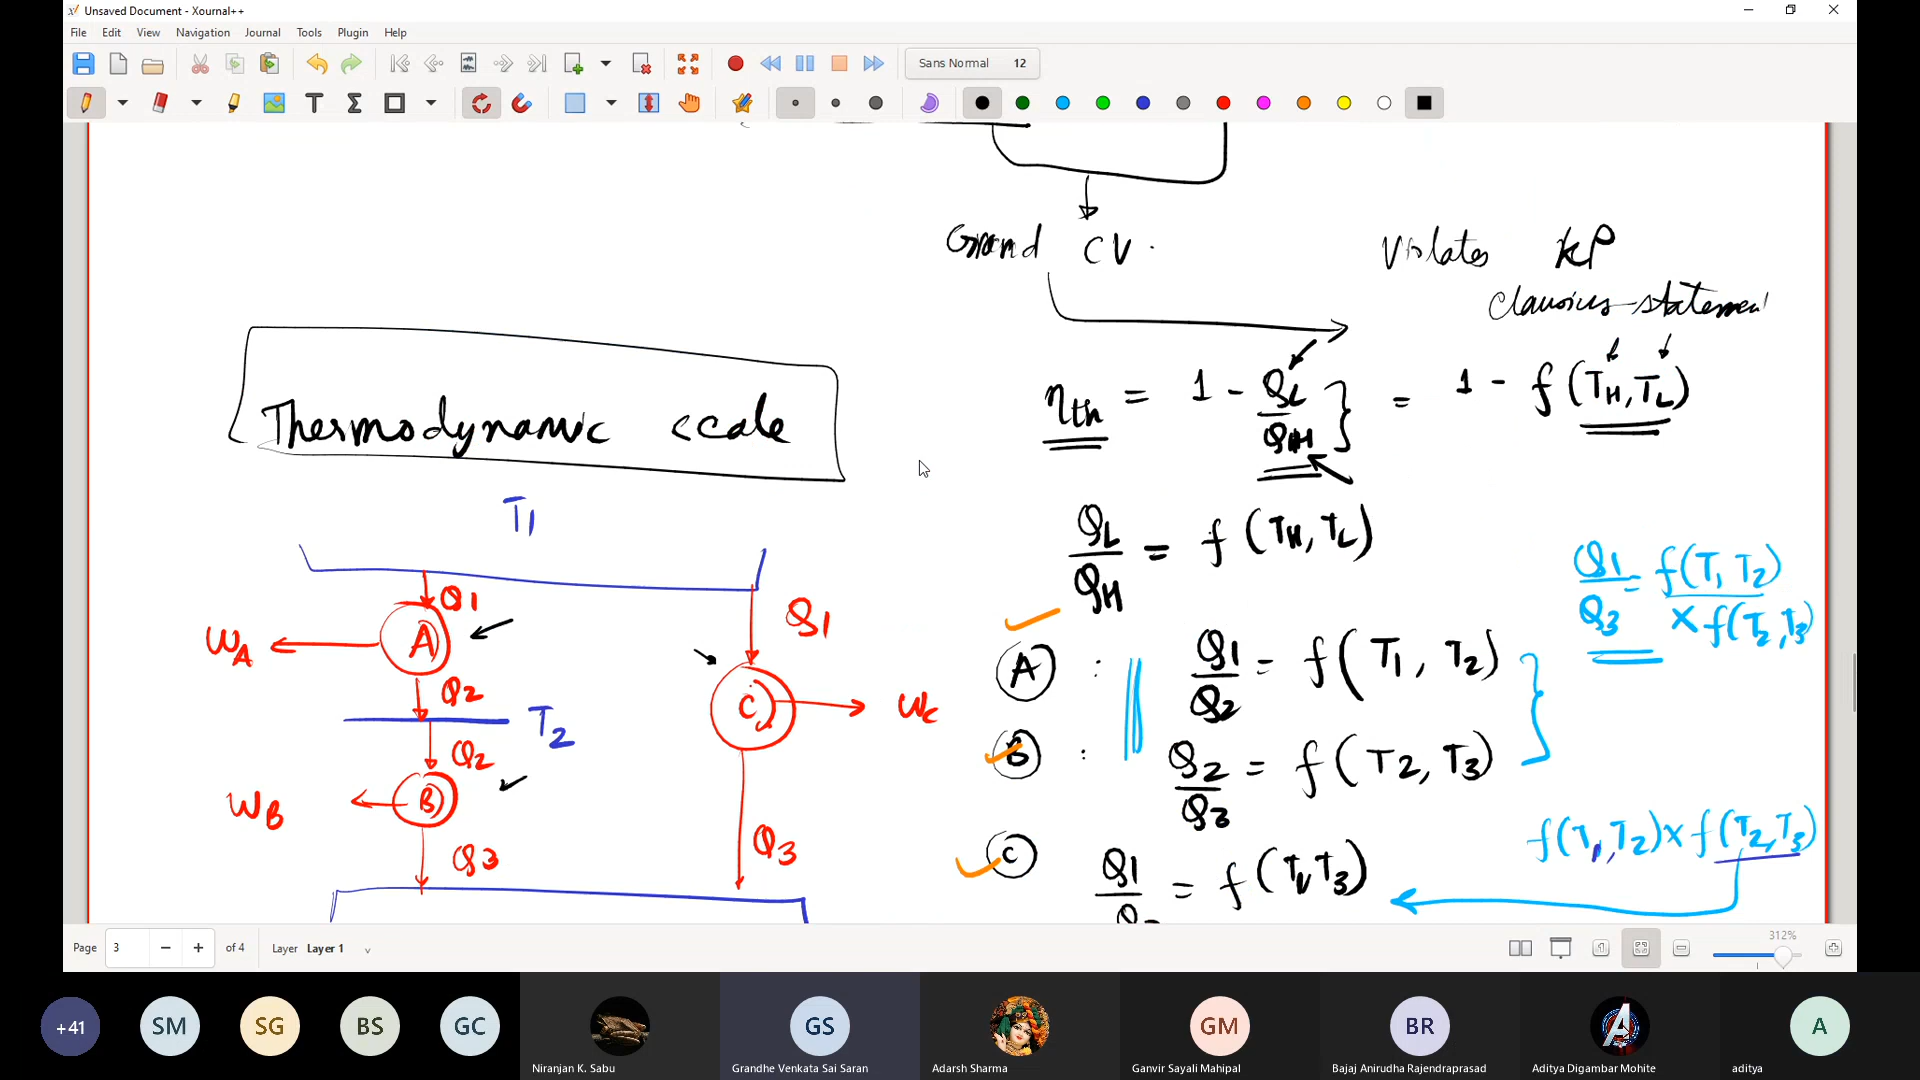 Unsaved Document - Xournal++
File Edit View Navigation Journal Tools Plugin Help
Sans Normal 12
Grand CV
Violates KP
Clausius statement
ηth = 1 - QL/QH = 1 - f(TH, TL)
Thermodynamic scale
T1
QL/QH = f(TH, TL)
Q1/Q3 = f(T1 T2) × f(T2, T3)
Q1
A
WA
Q2
T2
Q2
B
WB
Q3
Q1
C
Wc
Q3
A : Q1/Q2 = f(T1, T2)
B : Q2/Q3 = f(T2, T3)
f(T1, T2) × f(T2, T3)
C Q1 = f(T1, T3)
Page 3 of 4 Layer Layer 1 312%
+41 SM SG BS GC GS GM BR A
Niranjan K. Sabu Grandhe Venkata Sai Saran Adarsh Sharma Ganvir Sayali Mahipal Bajaj Anirudha Rajendraprasad Aditya Digambar Mohite aditya